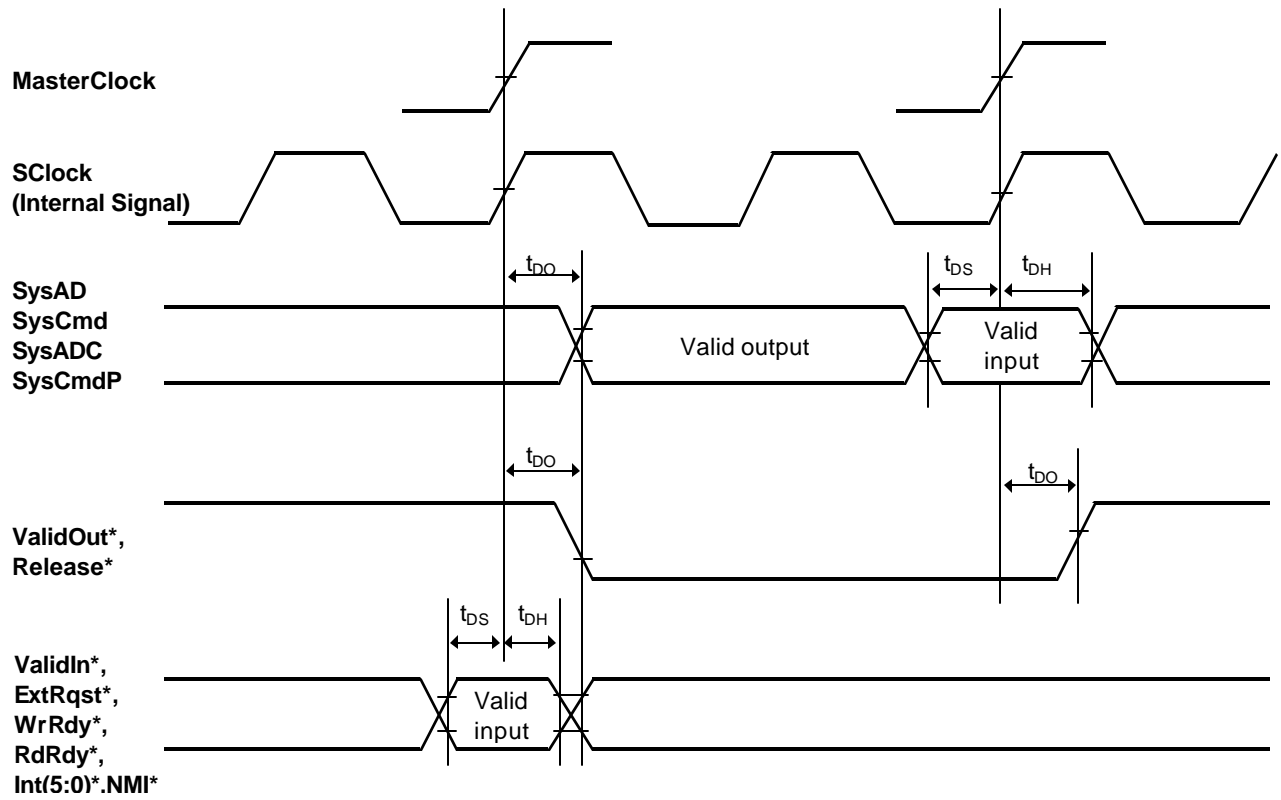 MasterClock
SClock
(Internal Signal)
tDO
tDS
tDH
SysAD
SysCmd
SysADC
SysCmdP
Valid output
Valid
input
tDO
tDO
ValidOut*,
Release*
tDS
tDH
ValidIn*,
ExtRqst*,
WrRdy*,
RdRdy*,
Int(5:0)*,NMI*
Valid
input